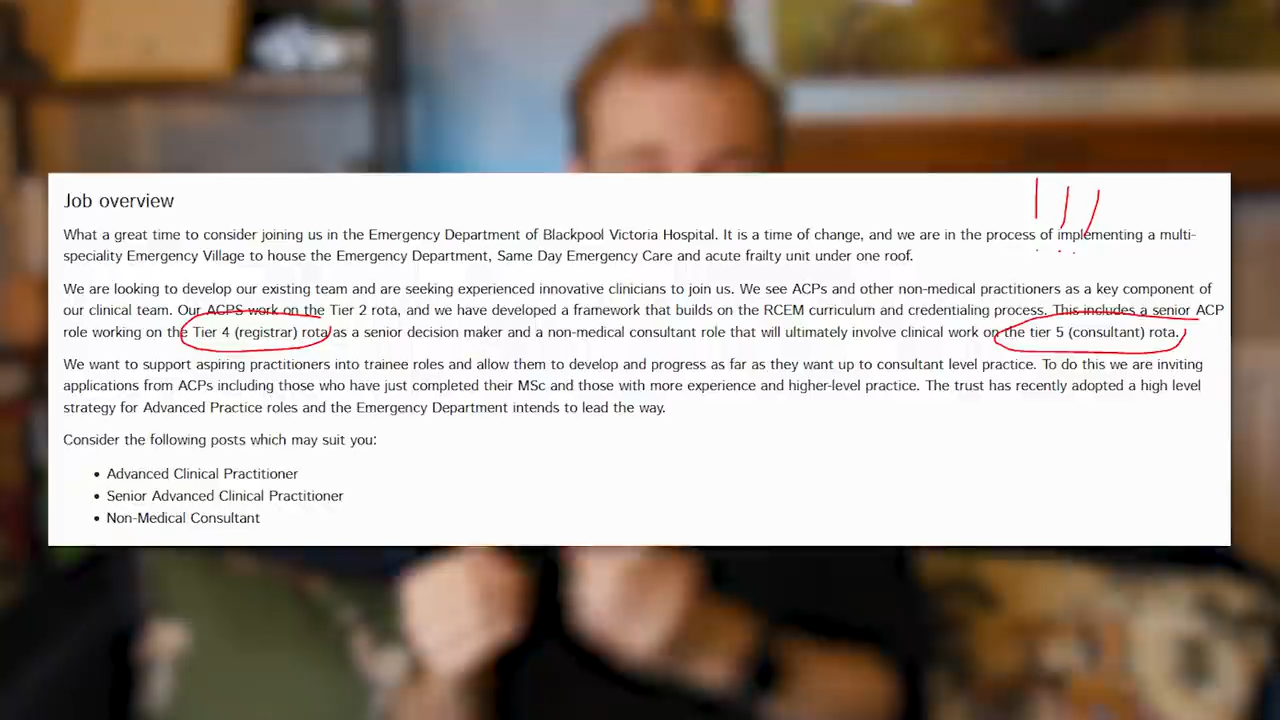 Job overview
What a great time to consider joining us in the Emergency Department of Blackpool Victoria Hospital. It is a time of change, and we are in the process of implementing a multi-
speciality Emergency Village to house the Emergency Department, Same Day Emergency Care and acute frailty unit under one roof.
We are looking to develop our existing team and are seeking experienced innovative clinicians to join us. We see ACPs and other non-medical practitioners as a key component of
our clinical team. Our ACPS work on the Tier 2 rota, and we have developed a framework that builds on the RCEM curriculum and credentialing process. This includes a senior ACP
role working on the Tier 4 (registrar) rota as a senior decision maker and a non-medical consultant role that will ultimately involve clinical work on the tier 5 (consultant) rota.
We want to support aspiring practitioners into trainee roles and allow them to develop and progress as far as they want up to consultant level practice. To do this we are inviting
applications from ACPs including those who have just completed their MSc and those with more experience and higher-level practice. The trust has recently adopted a high level
strategy for Advanced Practice roles and the Emergency Department intends to lead the way.
Consider the following posts which may suit you:
• Advanced Clinical Practitioner
• Senior Advanced Clinical Practitioner
• Non-Medical Consultant